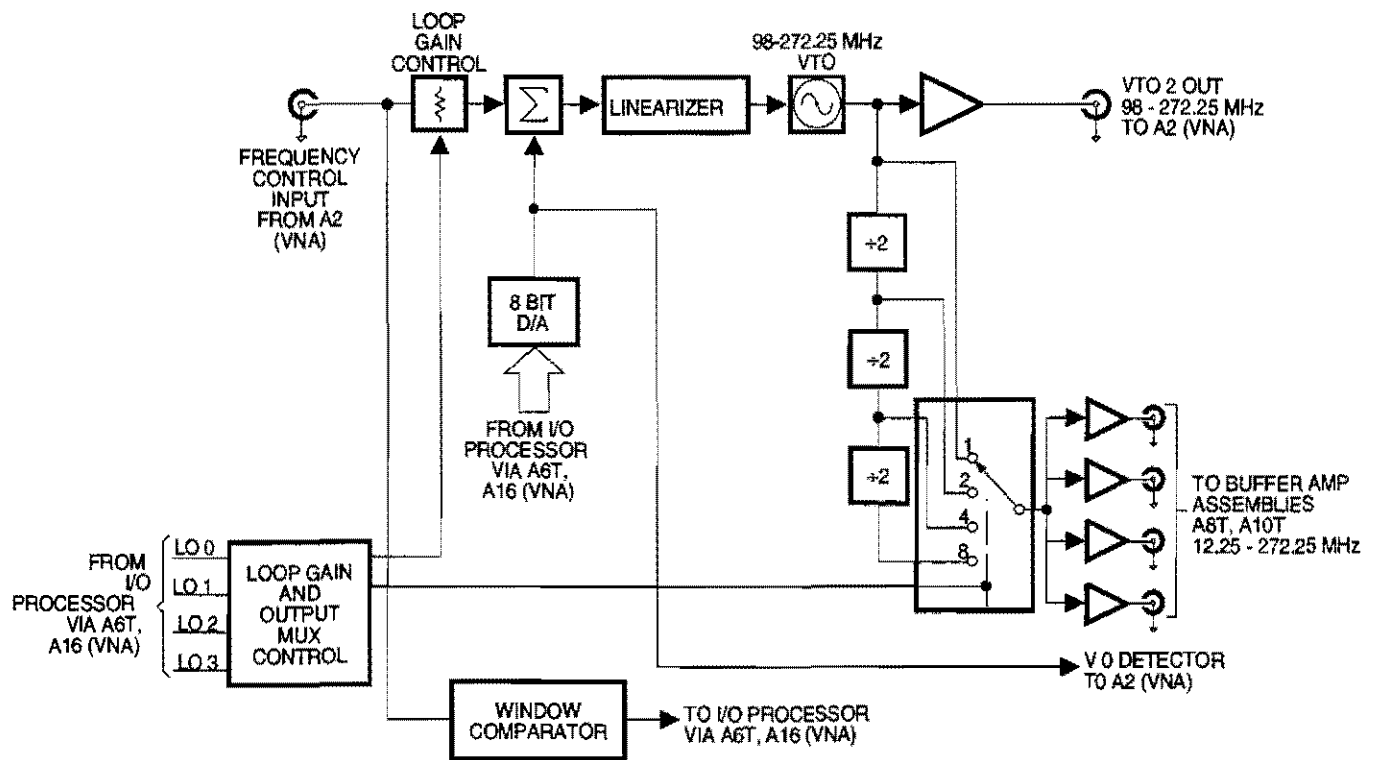 LOOP
GAIN
CONTROL
98-272.25 MHz
VTO
Σ
LINEARIZER
VTO 2 OUT
98 - 272.25 MHz
TO A2 (VNA)
FREQUENCY
CONTROL
INPUT
FROM A2
(VNA)
÷2
8 BIT
D/A
÷2
FROM I/O
PROCESSOR
VIA A6T,
A16 (VNA)
÷2
1
2
4
8
TO BUFFER AMP
ASSEMBLIES
A8T, A10T
12.25 - 272.25 MHz
FROM
I/O
PROCESSOR
VIA A6T,
A16 (VNA)
LO 0
LO 1
LO 2
LO 3
LOOP GAIN
AND
OUTPUT
MUX
CONTROL
V 0 DETECTOR
TO A2 (VNA)
WINDOW
COMPARATOR
TO I/O PROCESSOR
VIA A6T, A16 (VNA)